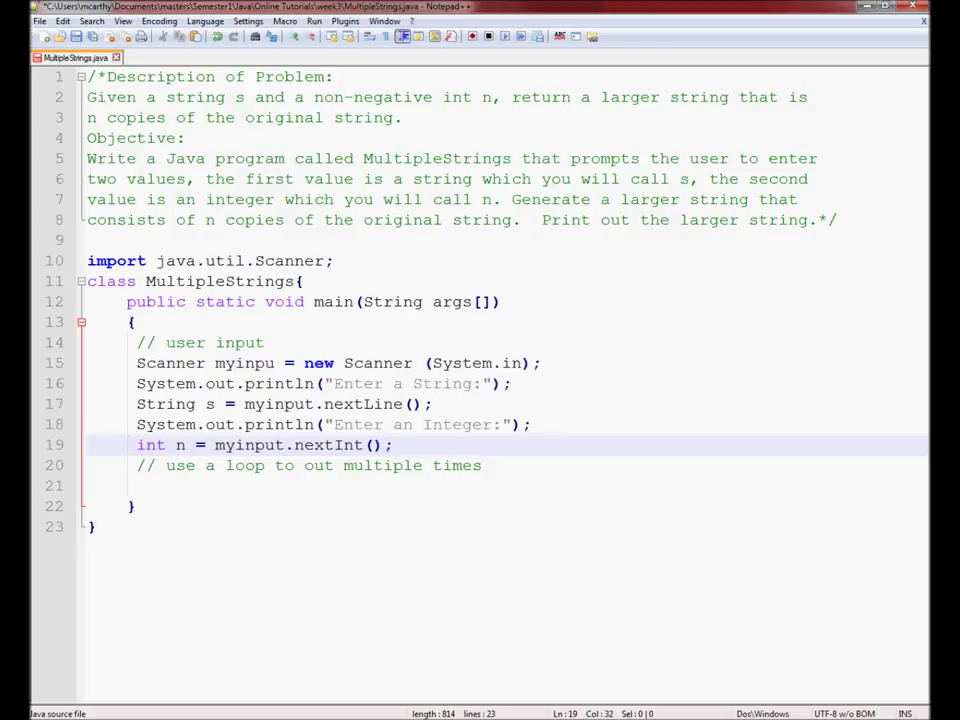 *C:\Users\mcarthy\Documents\masters\Semester1\Java\Online Tutorials\week3\MultipleStrings.java - Notepad++
File Edit Search View Encoding Language Settings Macro Run Plugins Window ? X
MultipleStrings.java
1 /*Description of Problem:
2 Given a string s and a non-negative int n, return a larger string that is
3 n copies of the original string.
4 Objective:
5 Write a Java program called MultipleStrings that prompts the user to enter
6 two values, the first value is a string which you will call s, the second
7 value is an integer which you will call n. Generate a larger string that
8 consists of n copies of the original string.  Print out the larger string.*/
9
10 import java.util.Scanner;
11 class MultipleStrings{
12 public static void main(String args[])
13 {
14 // user input
15 Scanner myinpu = new Scanner (System.in);
16 System.out.println("Enter a String:");
17 String s = myinput.nextLine();
18 System.out.println("Enter an Integer:");
19 int n = myinput.nextInt();
20 // use a loop to out multiple times
21
22 }
23 }
Java source file length : 814 lines : 23 Ln : 19 Col : 32 Sel : 0 | 0 Dos\Windows UTF-8 w/o BOM INS